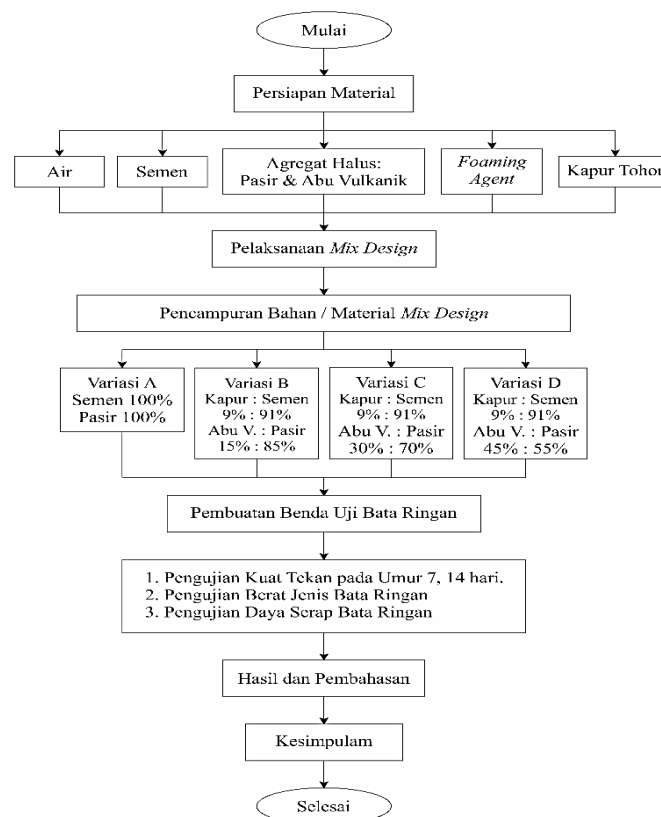 Mulai
Persiapan Material
Air
Semen
Agregat Halus:
Pasir & Abu Vulkanik
Foaming
Agent
Kapur Tohor
Pelaksanaan Mix Design
Pencampuran Bahan / Material Mix Design
Variasi A
Semen 100%
Pasir 100%
Variasi B
Kapur : Semen
9% : 91%
Abu V. : Pasir
15% : 85%
Variasi C
Kapur : Semen
9% : 91%
Abu V. : Pasir
30% : 70%
Variasi D
Kapur : Semen
9% : 91%
Abu V. : Pasir
45% : 55%
Pembuatan Benda Uji Bata Ringan
1. Pengujian Kuat Tekan pada Umur 7, 14 hari.
2. Pengujian Berat Jenis Bata Ringan
3. Pengujian Daya Serap Bata Ringan
Hasil dan Pembahasan
Kesimpulam
Selesai